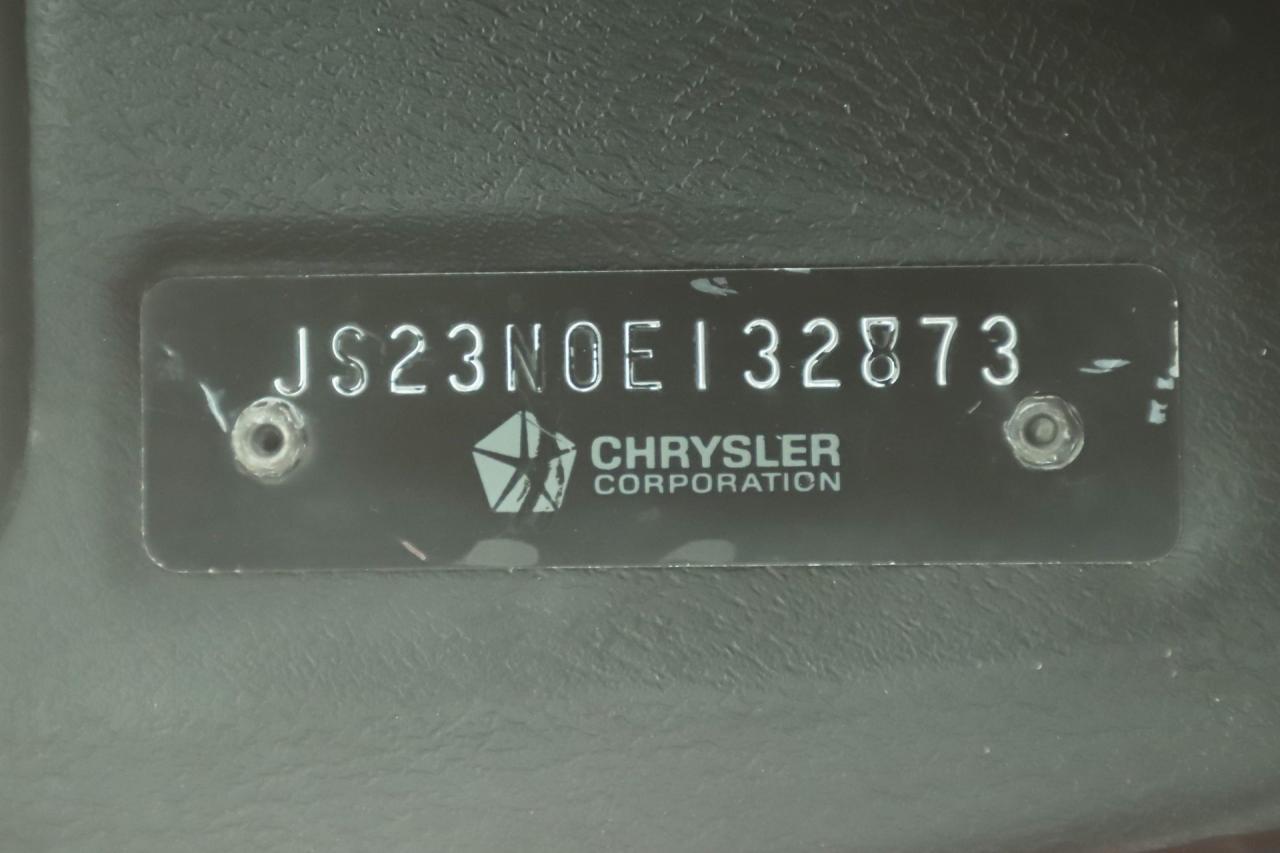 JS23N0E132873
CHRYSLER
CORPORATION